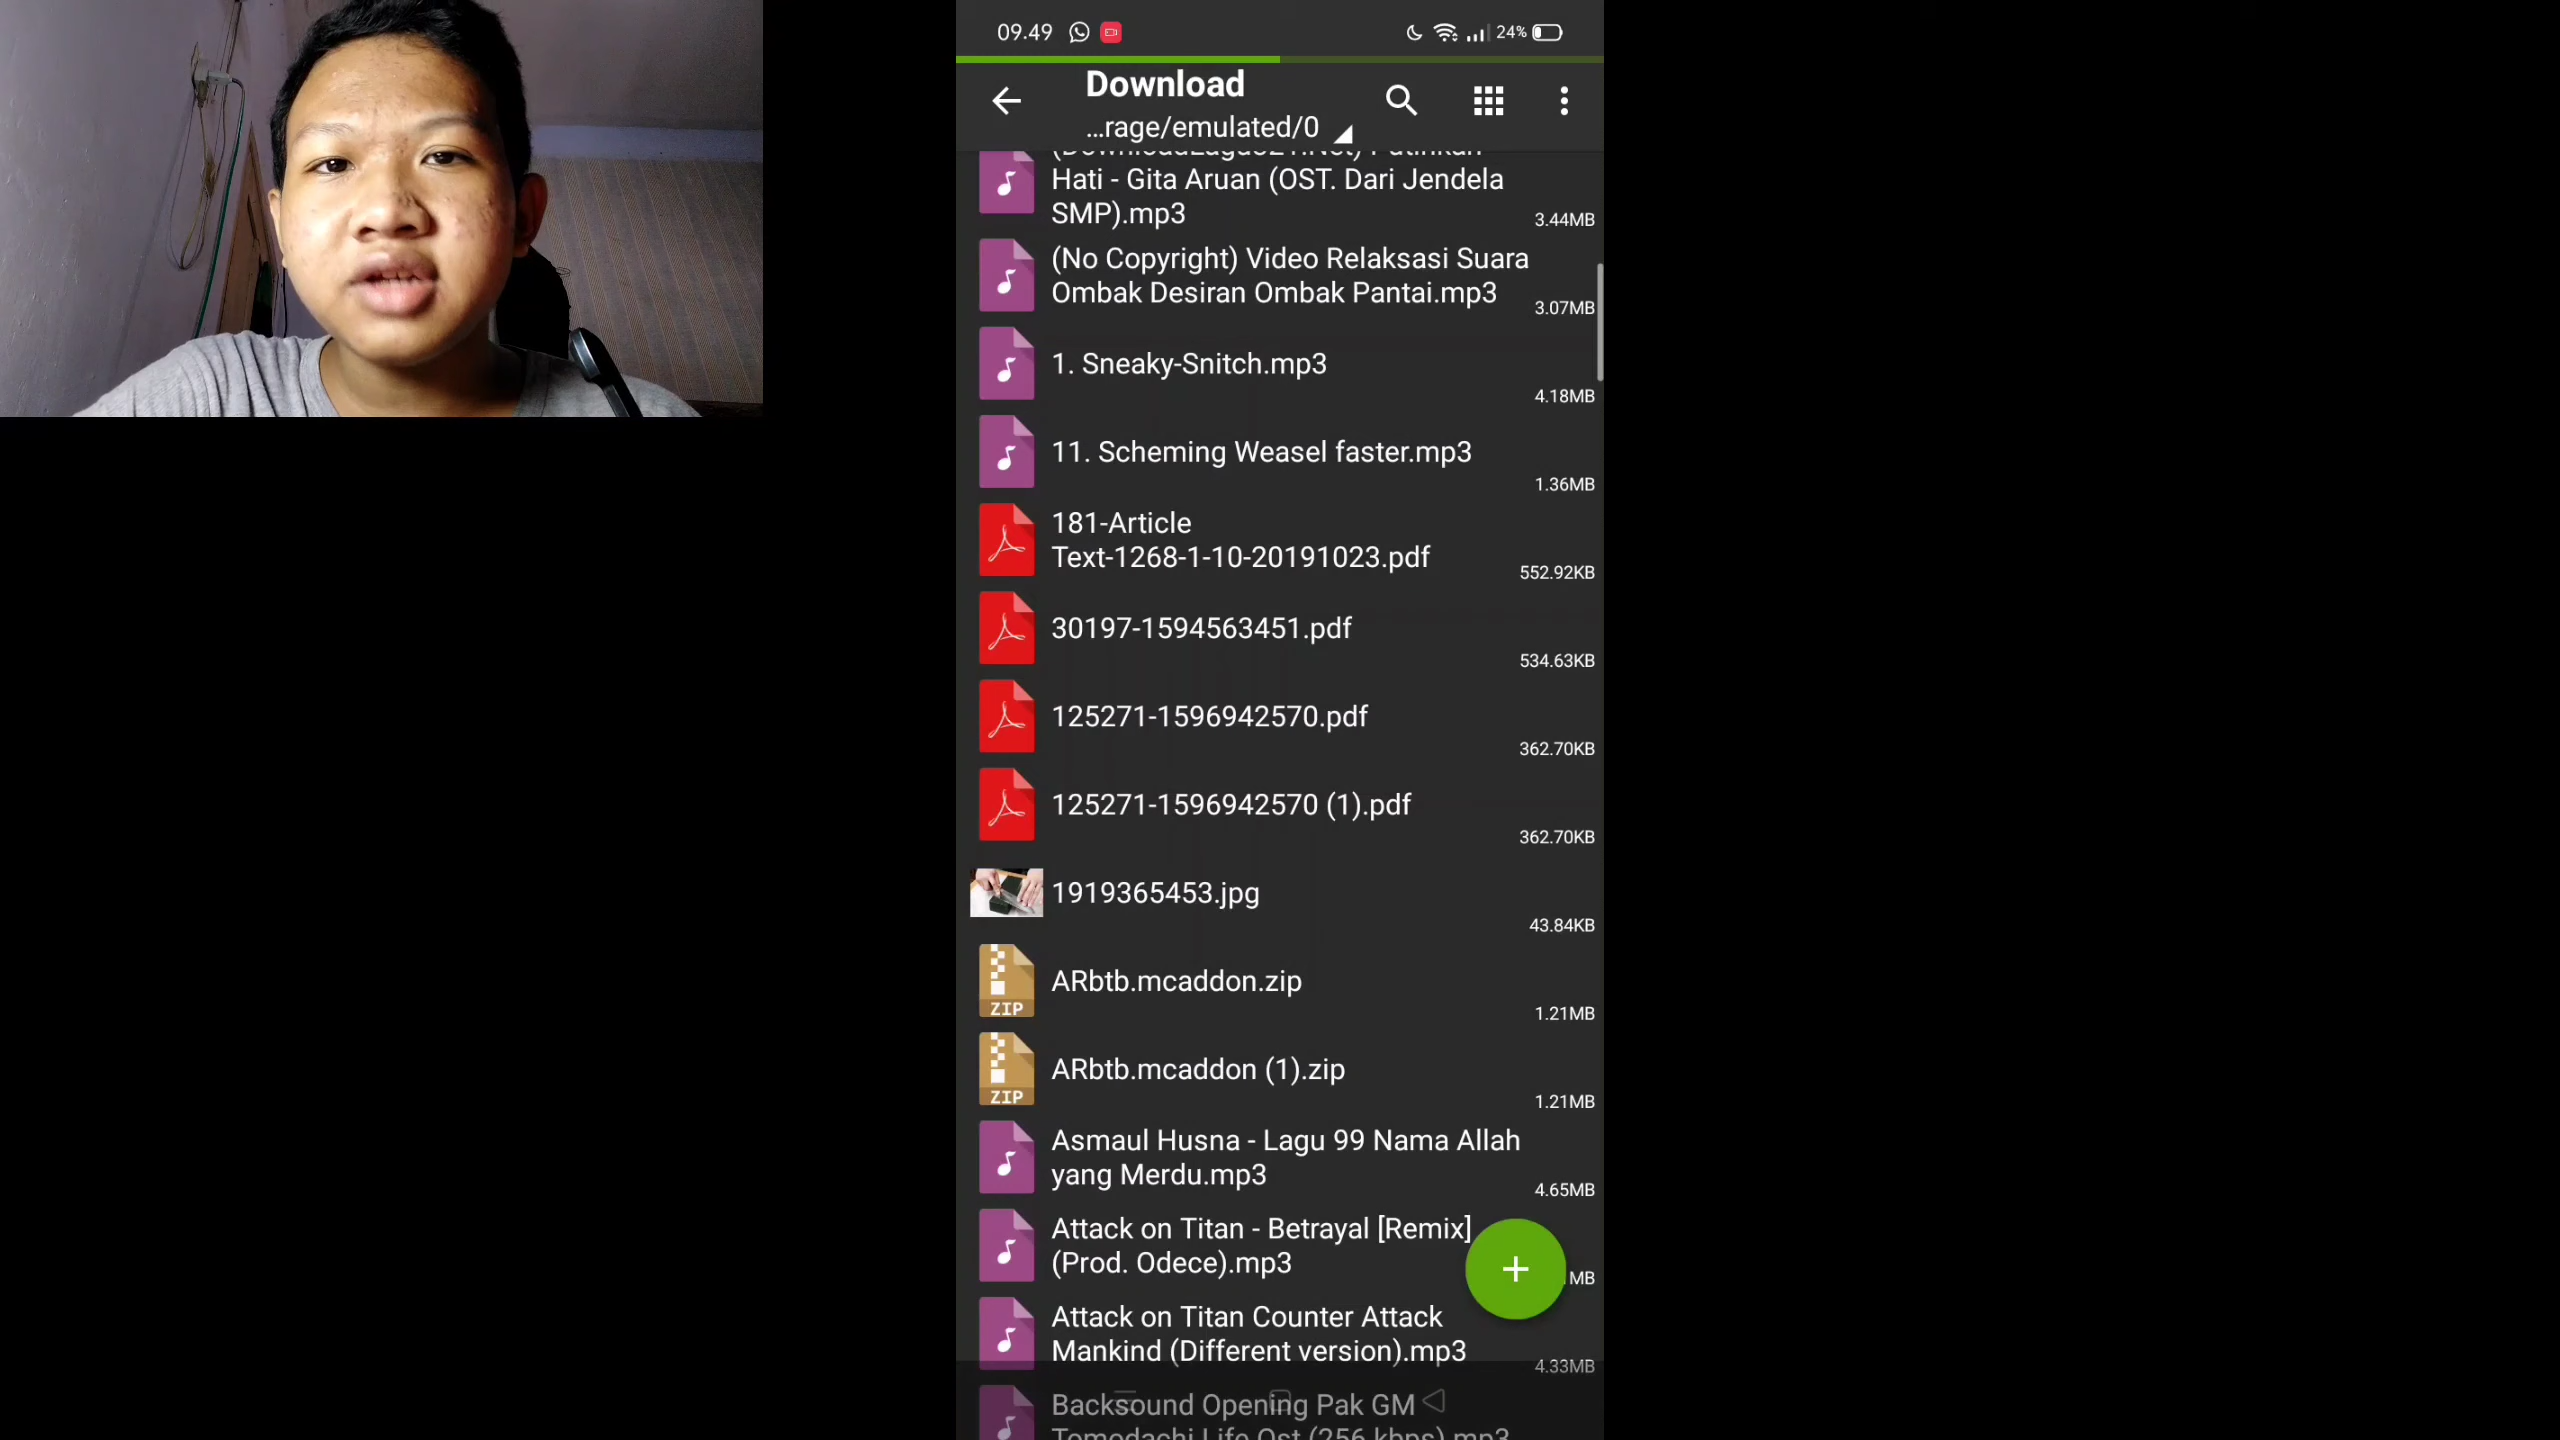 09.49
24%
Download
...rage/emulated/0
Hati - Gita Aruan (OST. Dari Jendela
SMP).mp3
3.44MB
(No Copyright) Video Relaksasi Suara
Ombak Desiran Ombak Pantai.mp3
3.07MB
1. Sneaky-Snitch.mp3
4.18MB
11. Scheming Weasel faster.mp3
1.36MB
181-Article
Text-1268-1-10-20191023.pdf
552.92KB
30197-1594563451.pdf
534.63KB
125271-1596942570.pdf
362.70KB
125271-1596942570 (1).pdf
362.70KB
1919365453.jpg
43.84KB
ZIP
ARbtb.mcaddon.zip
1.21MB
ZIP
ARbtb.mcaddon (1).zip
1.21MB
Asmaul Husna - Lagu 99 Nama Allah
yang Merdu.mp3
4.65MB
Attack on Titan - Betrayal [Remix]
(Prod. Odece).mp3
MB
Attack on Titan Counter Attack
Mankind (Different version).mp3
4.33MB
Backsound Opening Pak GM
Tomodachi Life Ost (256 kbps).mp3